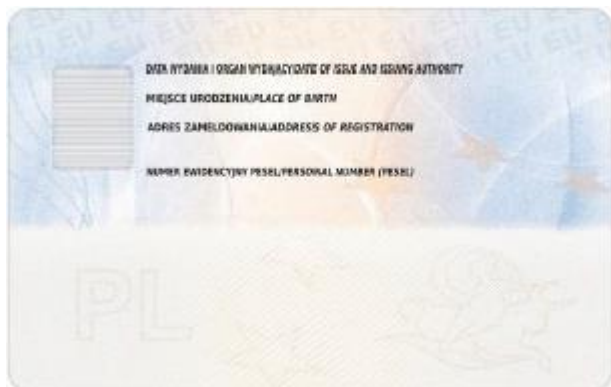 DATA WYDANIA I ORGAN WYDAJĄCY/DATE OF ISSUE AND ISSUING AUTHORITY
MIEJSCE URODZENIA/PLACE OF BIRTH
ADRES ZAMELDOWANIA/ADDRESS OF REGISTRATION
NUMER EWIDENCYJNY PESEL/PERSONAL NUMBER (PESEL)
PL